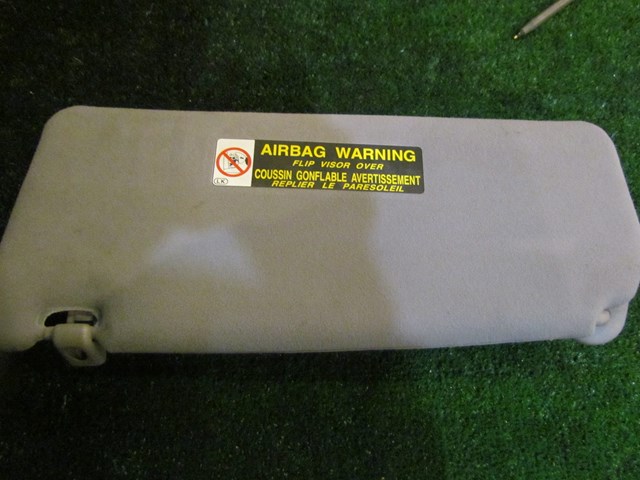 AIRBAG WARNING
FLIP VISOR OVER
COUSSIN GONFLABLE AVERTISSEMENT
REPLIER LE PARESOLEIL